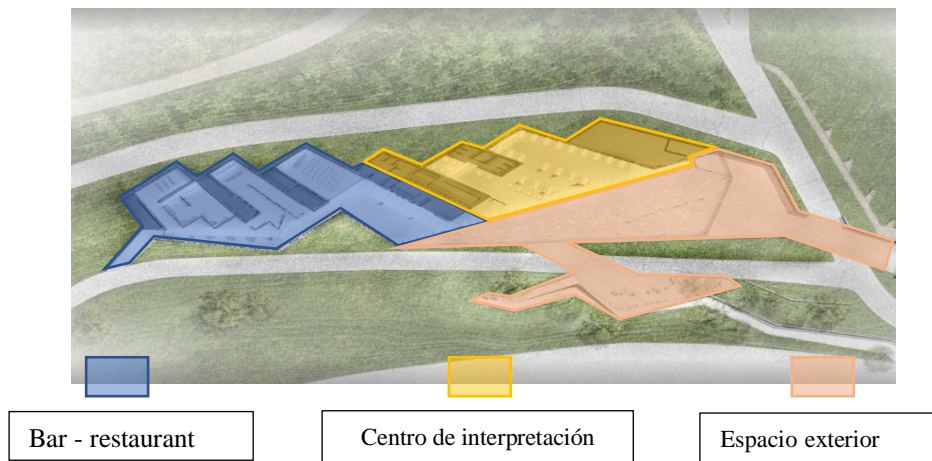 Bar - restaurant
Centro de interpretación
Espacio exterior